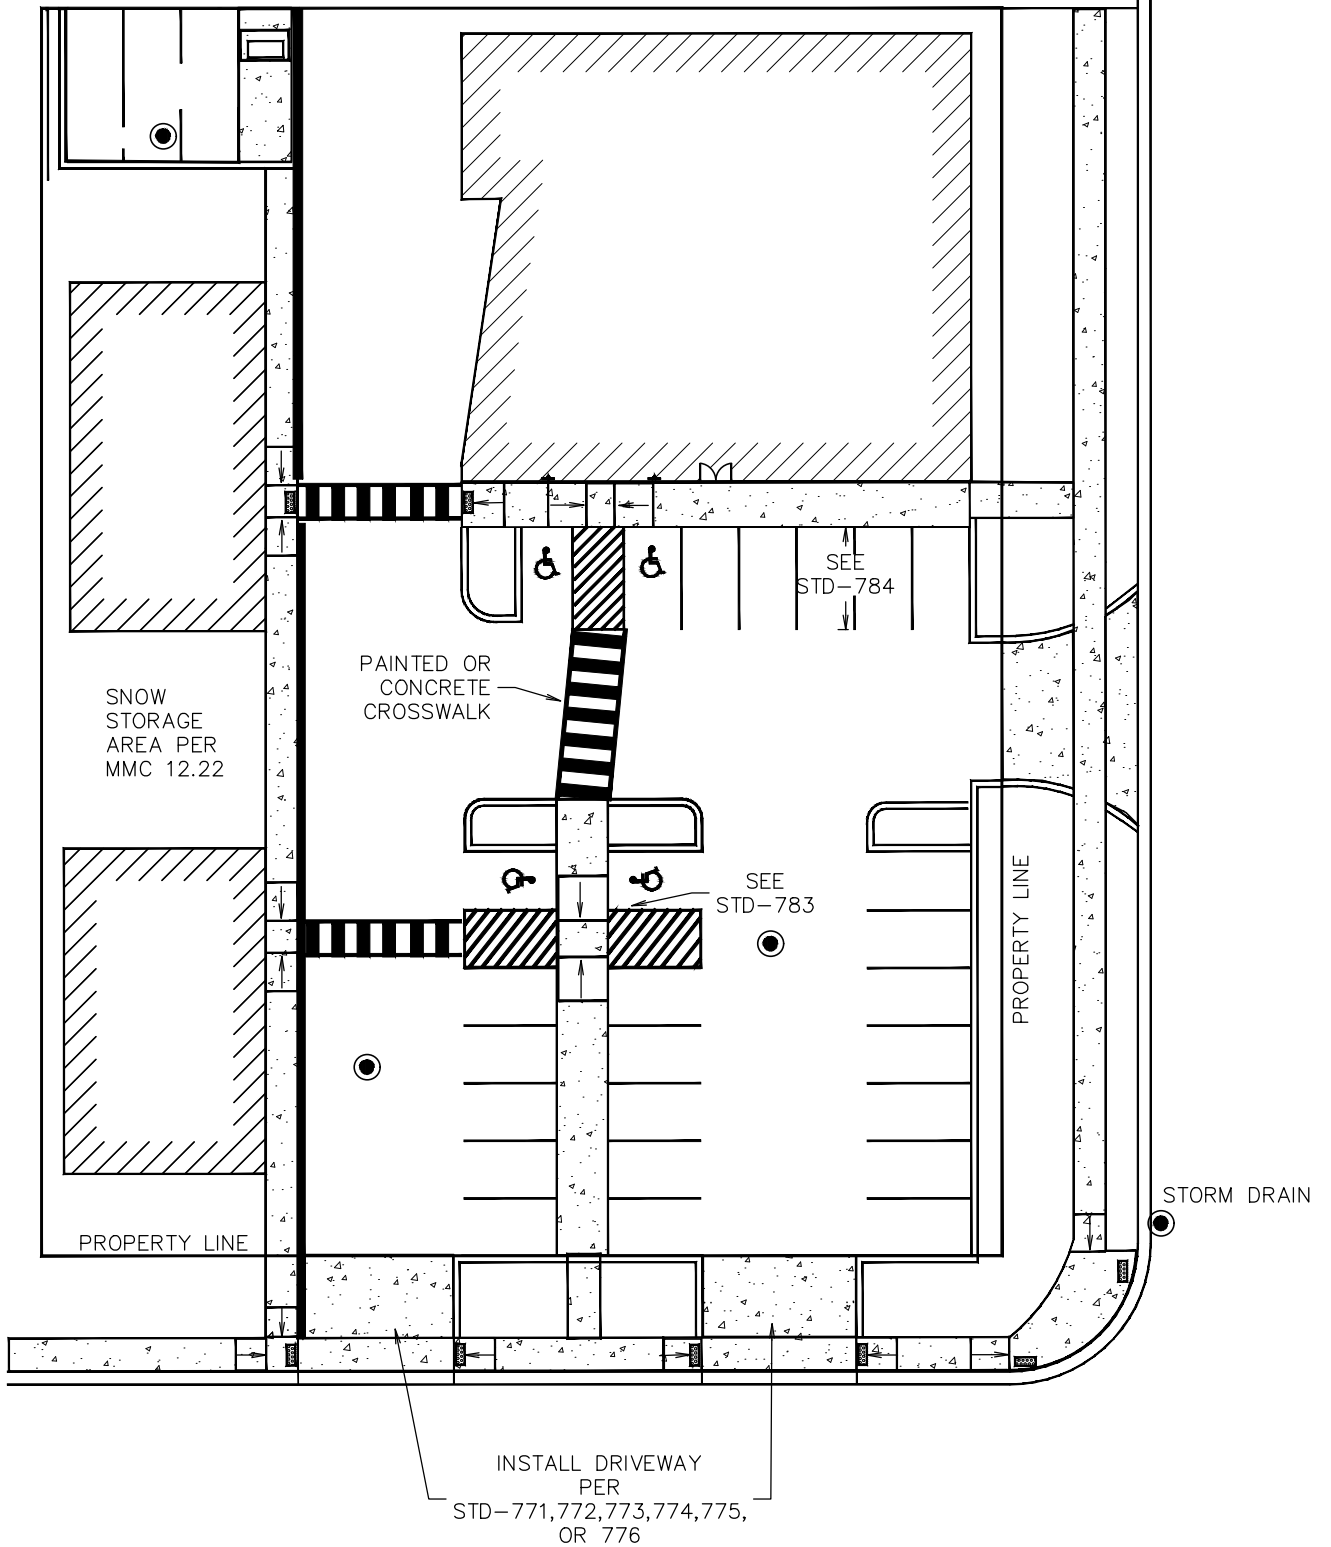 SEE
STD-784
PAINTED OR
CONCRETE
CROSSWALK
SNOW
STORAGE
AREA PER
MMC 12.22
SEE
STD-783
PROPERTY LINE
STORM DRAIN
PROPERTY LINE
INSTALL DRIVEWAY
PER
STD-771,772,773,774,775,
OR 776